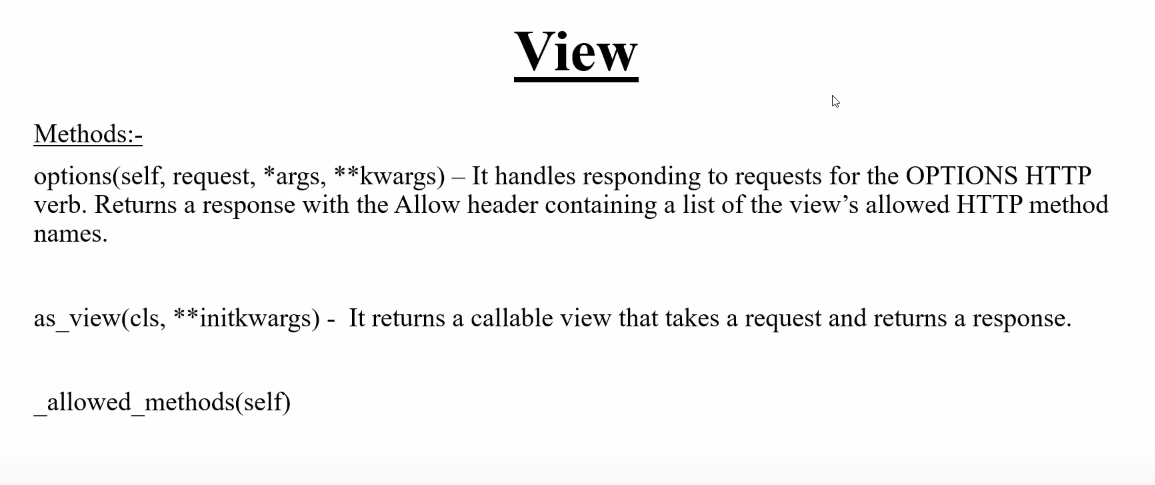 View
Methods:-
options(self, request, *args, **kwargs) – It handles responding to requests for the OPTIONS HTTP
verb. Returns a response with the Allow header containing a list of the view’s allowed HTTP method
names.
as_view(cls, **initkwargs) - It returns a callable view that takes a request and returns a response.
_allowed_methods(self)